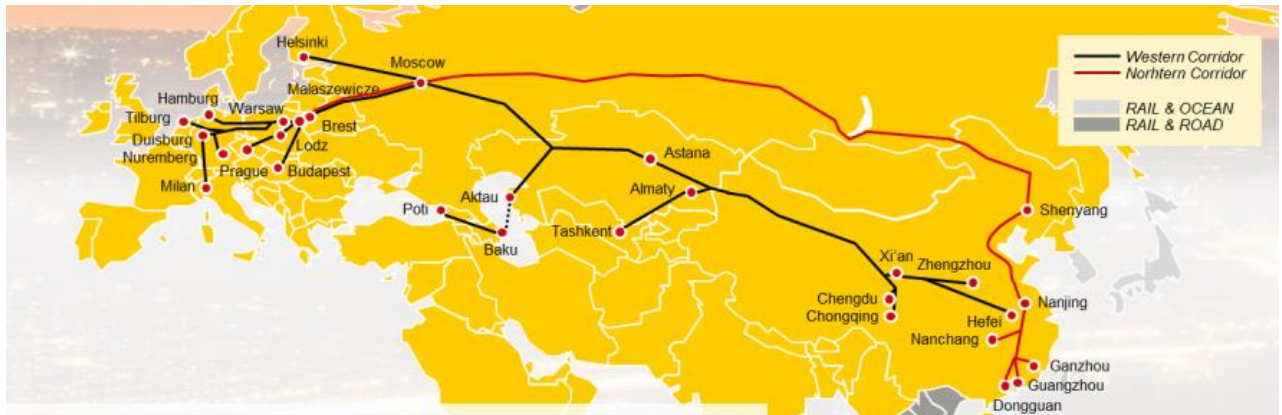 Helsinki
Moscow
Western Corridor
Norhtern Corridor
RAIL & OCEAN
RAIL & ROAD
Malaszewicze
Hamburg
Warsaw
Tilburg
Brest
Duisburg
Lodz
Nuremberg
Prague
Budapest
Milan
Astana
Almaty
Aktau
Poti
Shenyang
Tashkent
Baku
Xi'an
Zhengzhou
Chengdu
Nanjing
Chongqing
Hefei
Nanchang
Ganzhou
Guangzhou
Dongguan